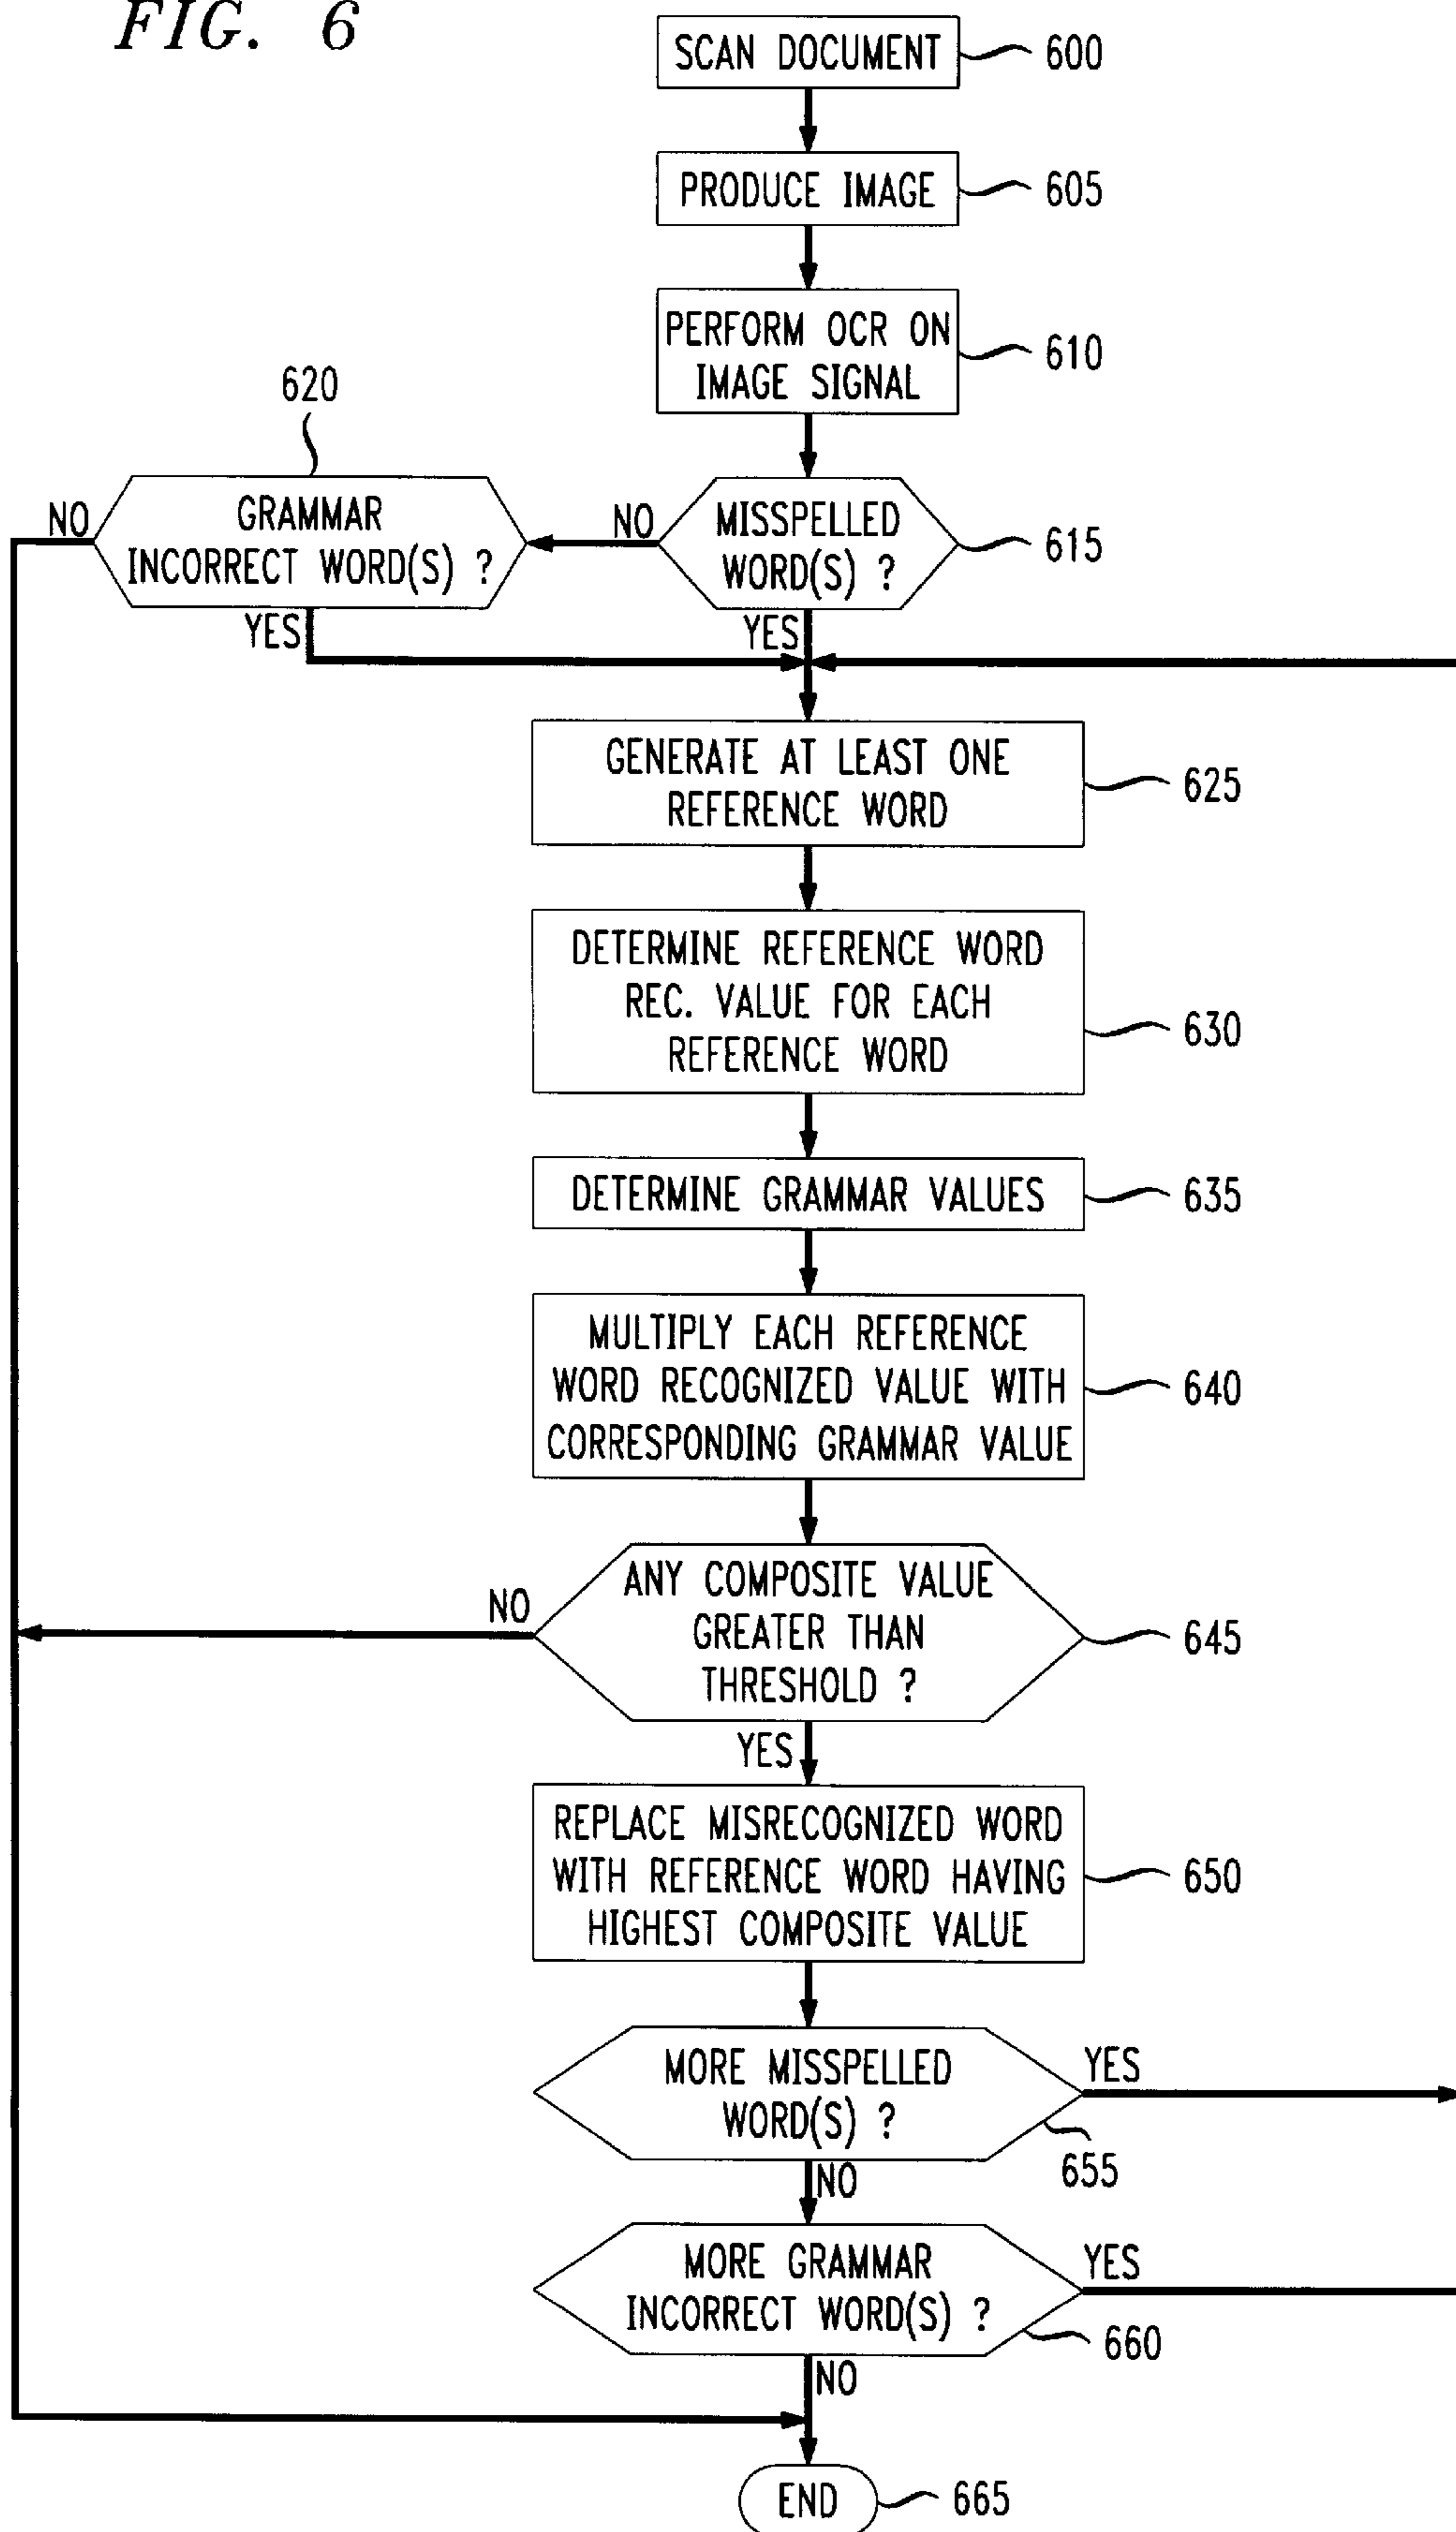 FIG. 6
SCAN DOCUMENT
600
PRODUCE IMAGE
605
PERFORM OCR ON
IMAGE SIGNAL
610
620
GRAMMAR
INCORRECT WORD(S) ?
NO
YES
NO
MISSPELLED
WORD(S) ?
615
YES
GENERATE AT LEAST ONE
REFERENCE WORD
625
DETERMINE REFERENCE WORD
REC. VALUE FOR EACH
REFERENCE WORD
630
DETERMINE GRAMMAR VALUES
635
MULTIPLY EACH REFERENCE
WORD RECOGNIZED VALUE WITH
CORRESPONDING GRAMMAR VALUE
640
NO
ANY COMPOSITE VALUE
GREATER THAN
THRESHOLD ?
645
YES
REPLACE MISRECOGNIZED WORD
WITH REFERENCE WORD HAVING
HIGHEST COMPOSITE VALUE
650
MORE MISSPELLED
WORD(S) ?
YES
655
NO
MORE GRAMMAR
INCORRECT WORD(S) ?
YES
660
NO
END
665